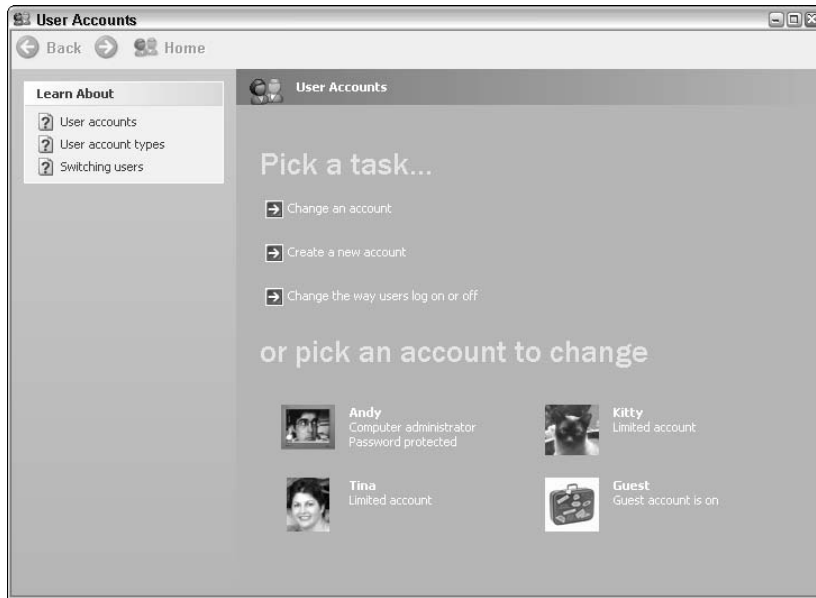 User Accounts
Back Home
Learn About
User accounts
User account types
Switching users
User Accounts
Pick a task...
Change an account
Create a new account
Change the way users log on or off
or pick an account to change
Andy
Computer administrator
Password protected
Kitty
Limited account
Tina
Limited account
Guest
Guest account is on